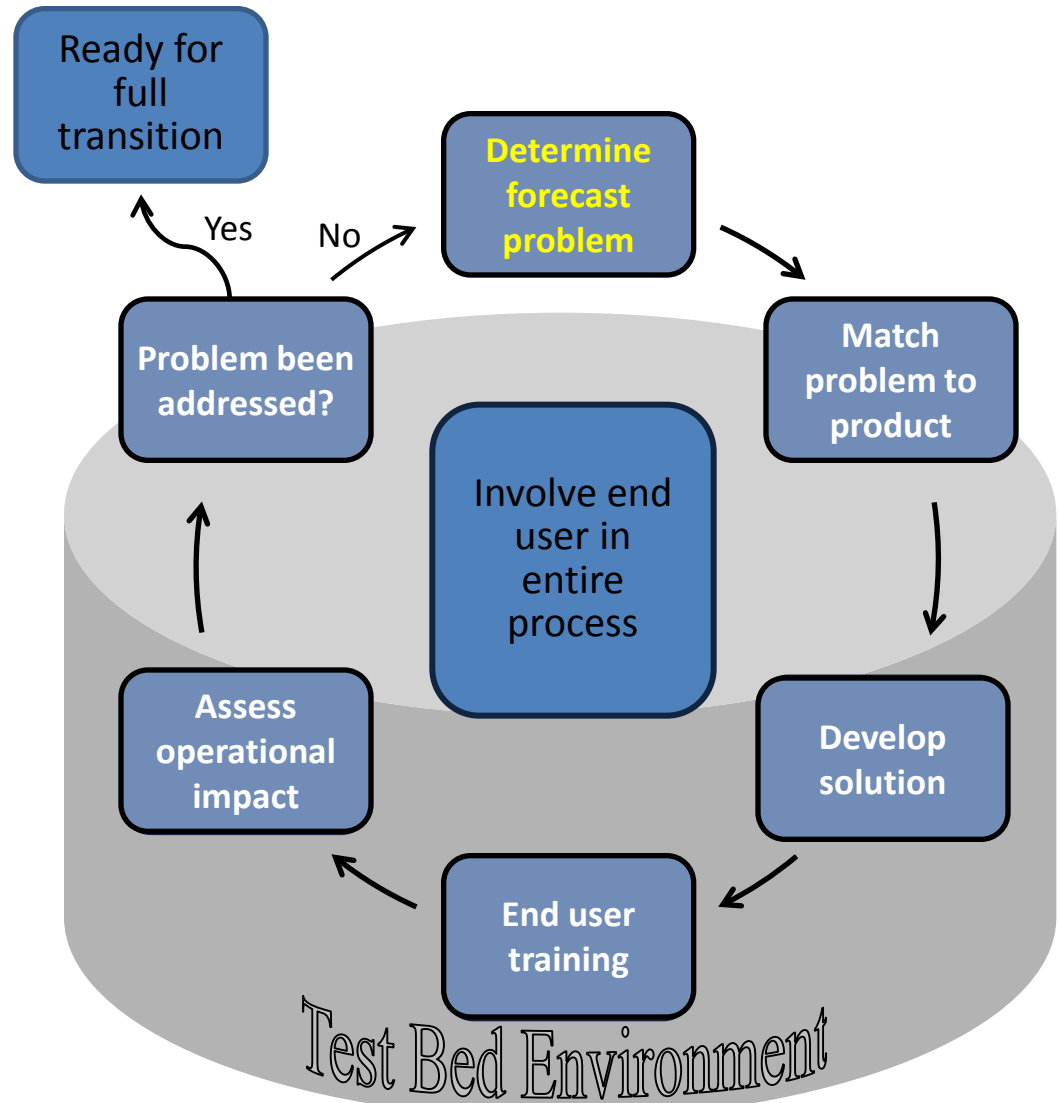 Ready for
full
transition
Yes
No
Determine
forecast
problem
Match
problem to
product
Develop
solution
End user
training
Assess
operational
impact
Problem been
addressed?
Involve end
user in
entire
process
Test Bed Environment